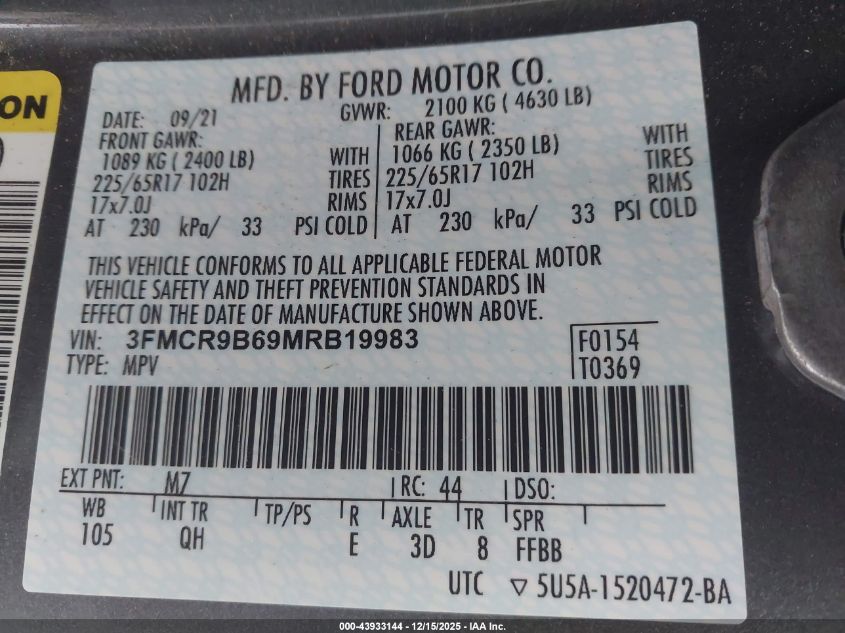 ON
MFD. BY FORD MOTOR CO.
DATE: 09/21 GVWR: 2100 KG ( 4630 LB)
FRONT GAWR: REAR GAWR: WITH
1089 KG ( 2400 LB) WITH 1066 KG ( 2350 LB) TIRES
225/65R17 102H TIRES 225/65R17 102H RIMS
17x7.0J RIMS 17x7.0J
AT 230 kPa/ 33 PSI COLD AT 230 kPa/ 33 PSI COLD
THIS VEHICLE CONFORMS TO ALL APPLICABLE FEDERAL MOTOR
VEHICLE SAFETY AND THEFT PREVENTION STANDARDS IN
EFFECT ON THE DATE OF MANUFACTURE SHOWN ABOVE.
VIN: 3FMCR9B69MRB19983 F0154
TYPE: MPV T0369
EXT PNT: M7 RC: 44 DSO:
WB INT TR TP/PS R AXLE TR SPR
105 QH E 3D 8 FFBB
UTC ▽ 5U5A-1520472-BA
000-43933144 - 12/15/2025 - IAA Inc.